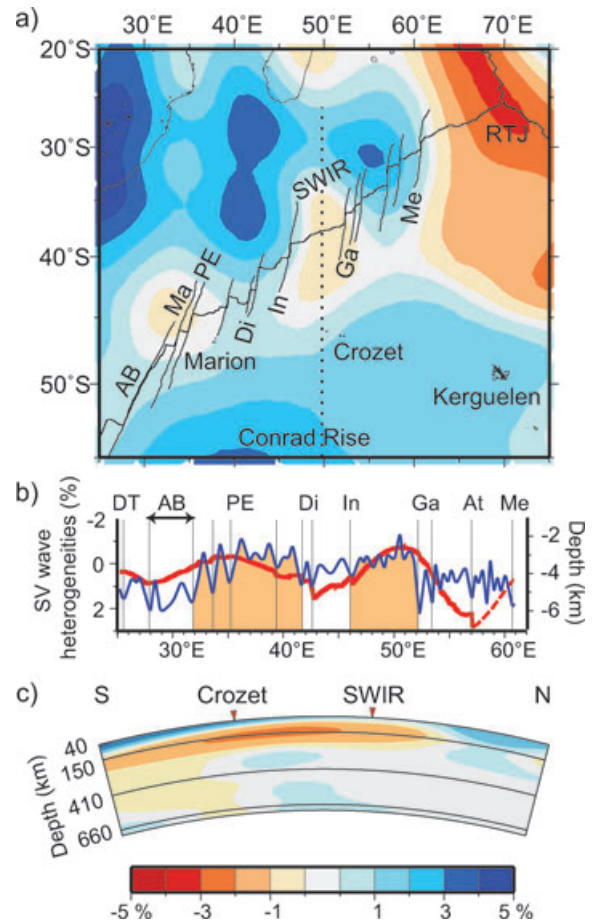 a)
30°E 40°E 50°E 60°E 70°E
20°S
30°S
40°S
50°S
RTJ
SWIR
Me
Ga
In
Di
PE
Ma
AB
Marion
Crozet
Kerguelen
Conrad Rise
b)
DT AB PE Di In Ga At Me
SV wave
heterogeneities (%)
-2
0
2
-2
-4
-6
Depth (km)
30°E 40°E 50°E 60°E
c)
S Crozet SWIR N
40
150
410
660
Depth (km)
-5 % -3 -1 1 3 5 %